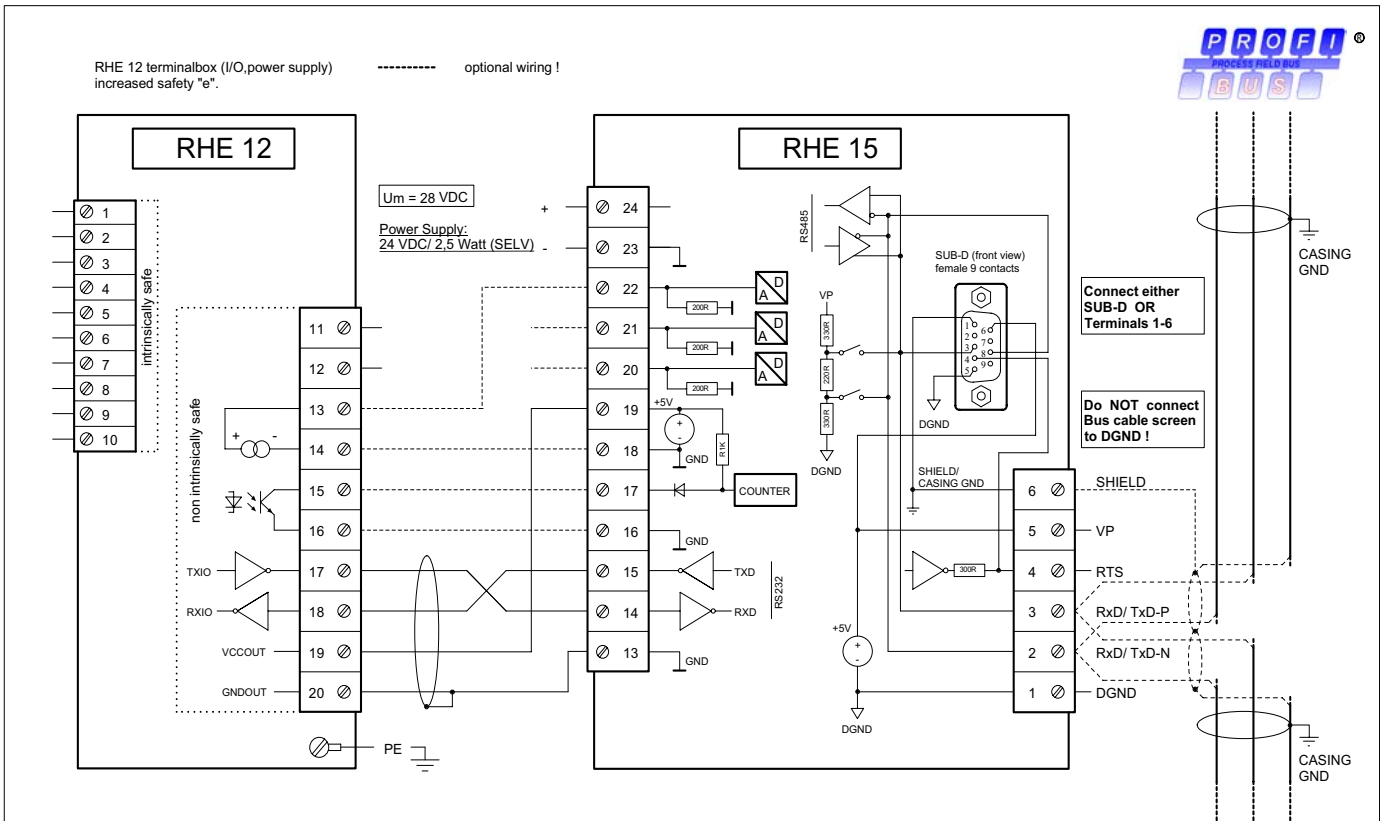 RHE 12 terminalbox (I/O,power supply)
increased safety "e".
---------- optional wiring !
PROFI
®
PROCESS FIELD BUS
BUS
RHE 12
1
2
3
4
5
6
7
8
9
10
intrinsically safe
non intrinsically safe
11
12
13
14
15
16
17
18
19
20
+ -
TXIO
RXIO
VCCOUT
GNDOUT
PE
Um = 28 VDC
Power Supply:
24 VDC/ 2,5 Watt (SELV)
+
-
RHE 15
24
23
22
21
20
19
18
17
16
15
14
13
200R
A D
200R
A D
200R
A D
+5V
+
-
GND
R1K
COUNTER
GND
TXD
RXD
RS232
GND
RS485
VP
330R
220R
330R
DGND
SUB-D (front view)
female 9 contacts
1
2
3
4
5
6
7
8
9
DGND
SHIELD/
CASING GND
300R
+5V
+
-
DGND
6
5
4
3
2
1
SHIELD
VP
RTS
RxD/ TxD-P
RxD/ TxD-N
DGND
Connect either
SUB-D OR
Terminals 1-6
Do NOT connect
Bus cable screen
to DGND !
CASING
GND
CASING
GND